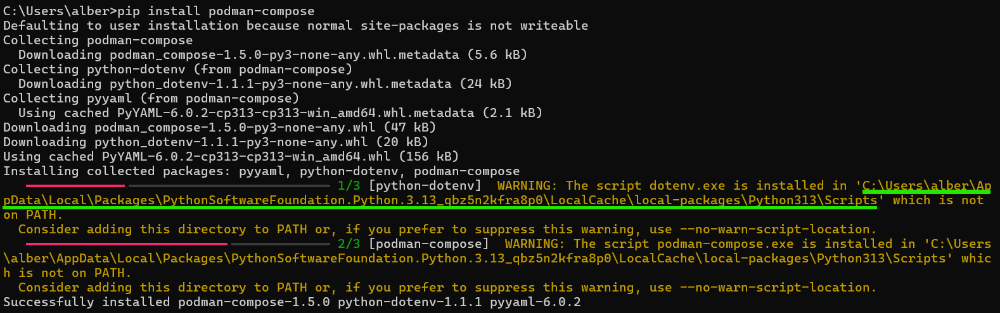 C:\Users\alber>pip install podman-compose
Defaulting to user installation because normal site-packages is not writeable
Collecting podman-compose
  Downloading podman_compose-1.5.0-py3-none-any.whl.metadata (5.6 kB)
Collecting python-dotenv (from podman-compose)
  Downloading python_dotenv-1.1.1-py3-none-any.whl.metadata (24 kB)
Collecting pyyaml (from podman-compose)
  Using cached PyYAML-6.0.2-cp313-cp313-win_amd64.whl.metadata (2.1 kB)
Downloading podman_compose-1.5.0-py3-none-any.whl (47 kB)
Downloading python_dotenv-1.1.1-py3-none-any.whl (20 kB)
Using cached PyYAML-6.0.2-cp313-cp313-win_amd64.whl (156 kB)
Installing collected packages: pyyaml, python-dotenv, podman-compose
1/3 [python-dotenv]  WARNING: The script dotenv.exe is installed in 'C:\Users\alber\Ap
pData\Local\Packages\PythonSoftwareFoundation.Python.3.13_qbz5n2kfra8p0\LocalCache\local-packages\Python313\Scripts' which is not
on PATH.
  Consider adding this directory to PATH or, if you prefer to suppress this warning, use --no-warn-script-location.
2/3 [podman-compose]  WARNING: The script podman-compose.exe is installed in 'C:\Users
\alber\AppData\Local\Packages\PythonSoftwareFoundation.Python.3.13_qbz5n2kfra8p0\LocalCache\local-packages\Python313\Scripts' whic
h is not on PATH.
  Consider adding this directory to PATH or, if you prefer to suppress this warning, use --no-warn-script-location.
Successfully installed podman-compose-1.5.0 python-dotenv-1.1.1 pyyaml-6.0.2